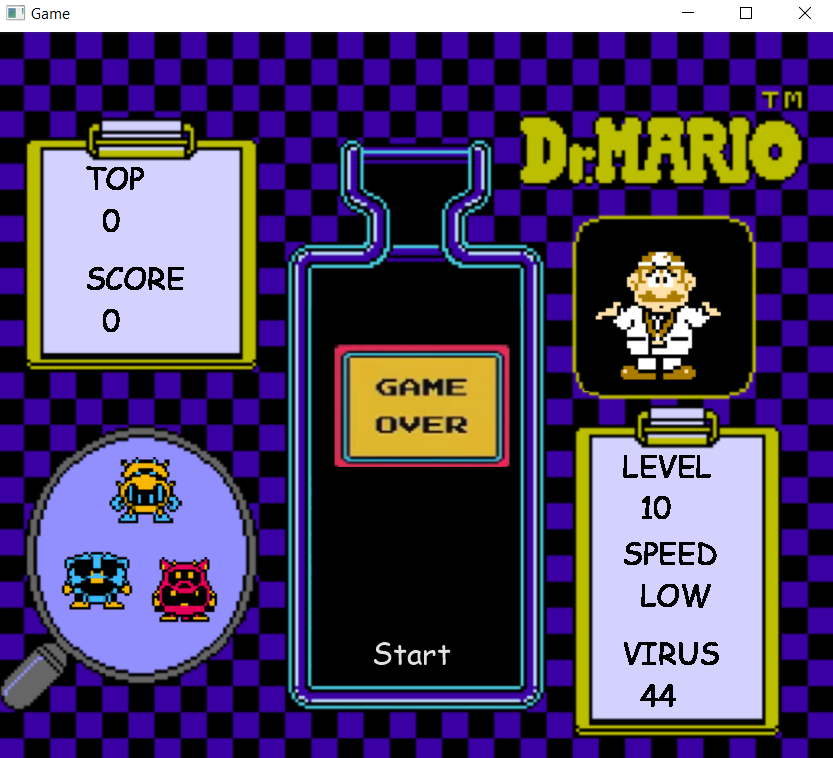 Game
TM
Dr. MARIO
TOP
0
SCORE
0
GAME
OVER
Start
LEVEL
10
SPEED
LOW
VIRUS
44